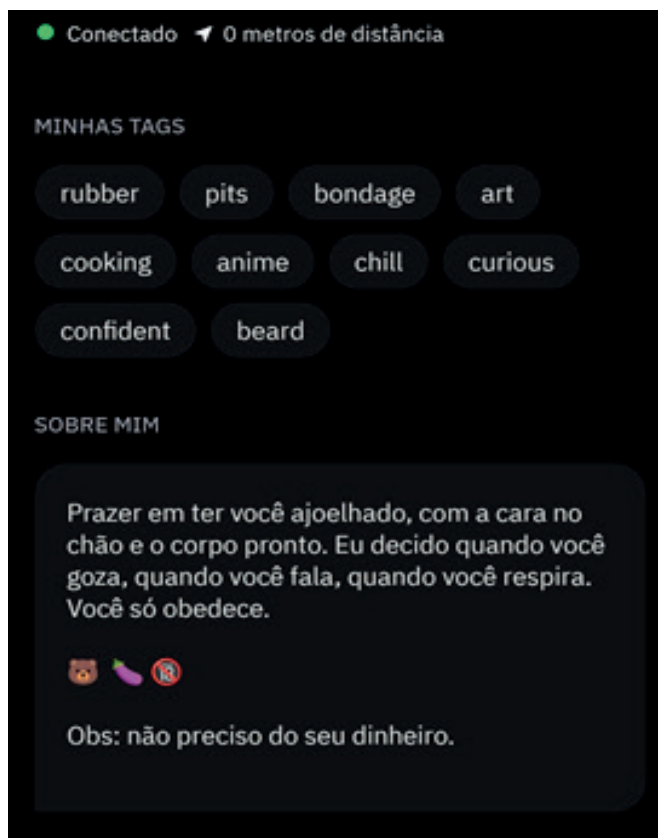 Conectado 0 metros de distância
MINHAS TAGS
rubber pits bondage art
cooking anime chill curious
confident beard
SOBRE MIM
Prazer em ter você ajoelhado, com a cara no
chão e o corpo pronto. Eu decido quando você
goza, quando você fala, quando você respira.
Você só obedece.
🐻 🍆 🔞
Obs: não preciso do seu dinheiro.